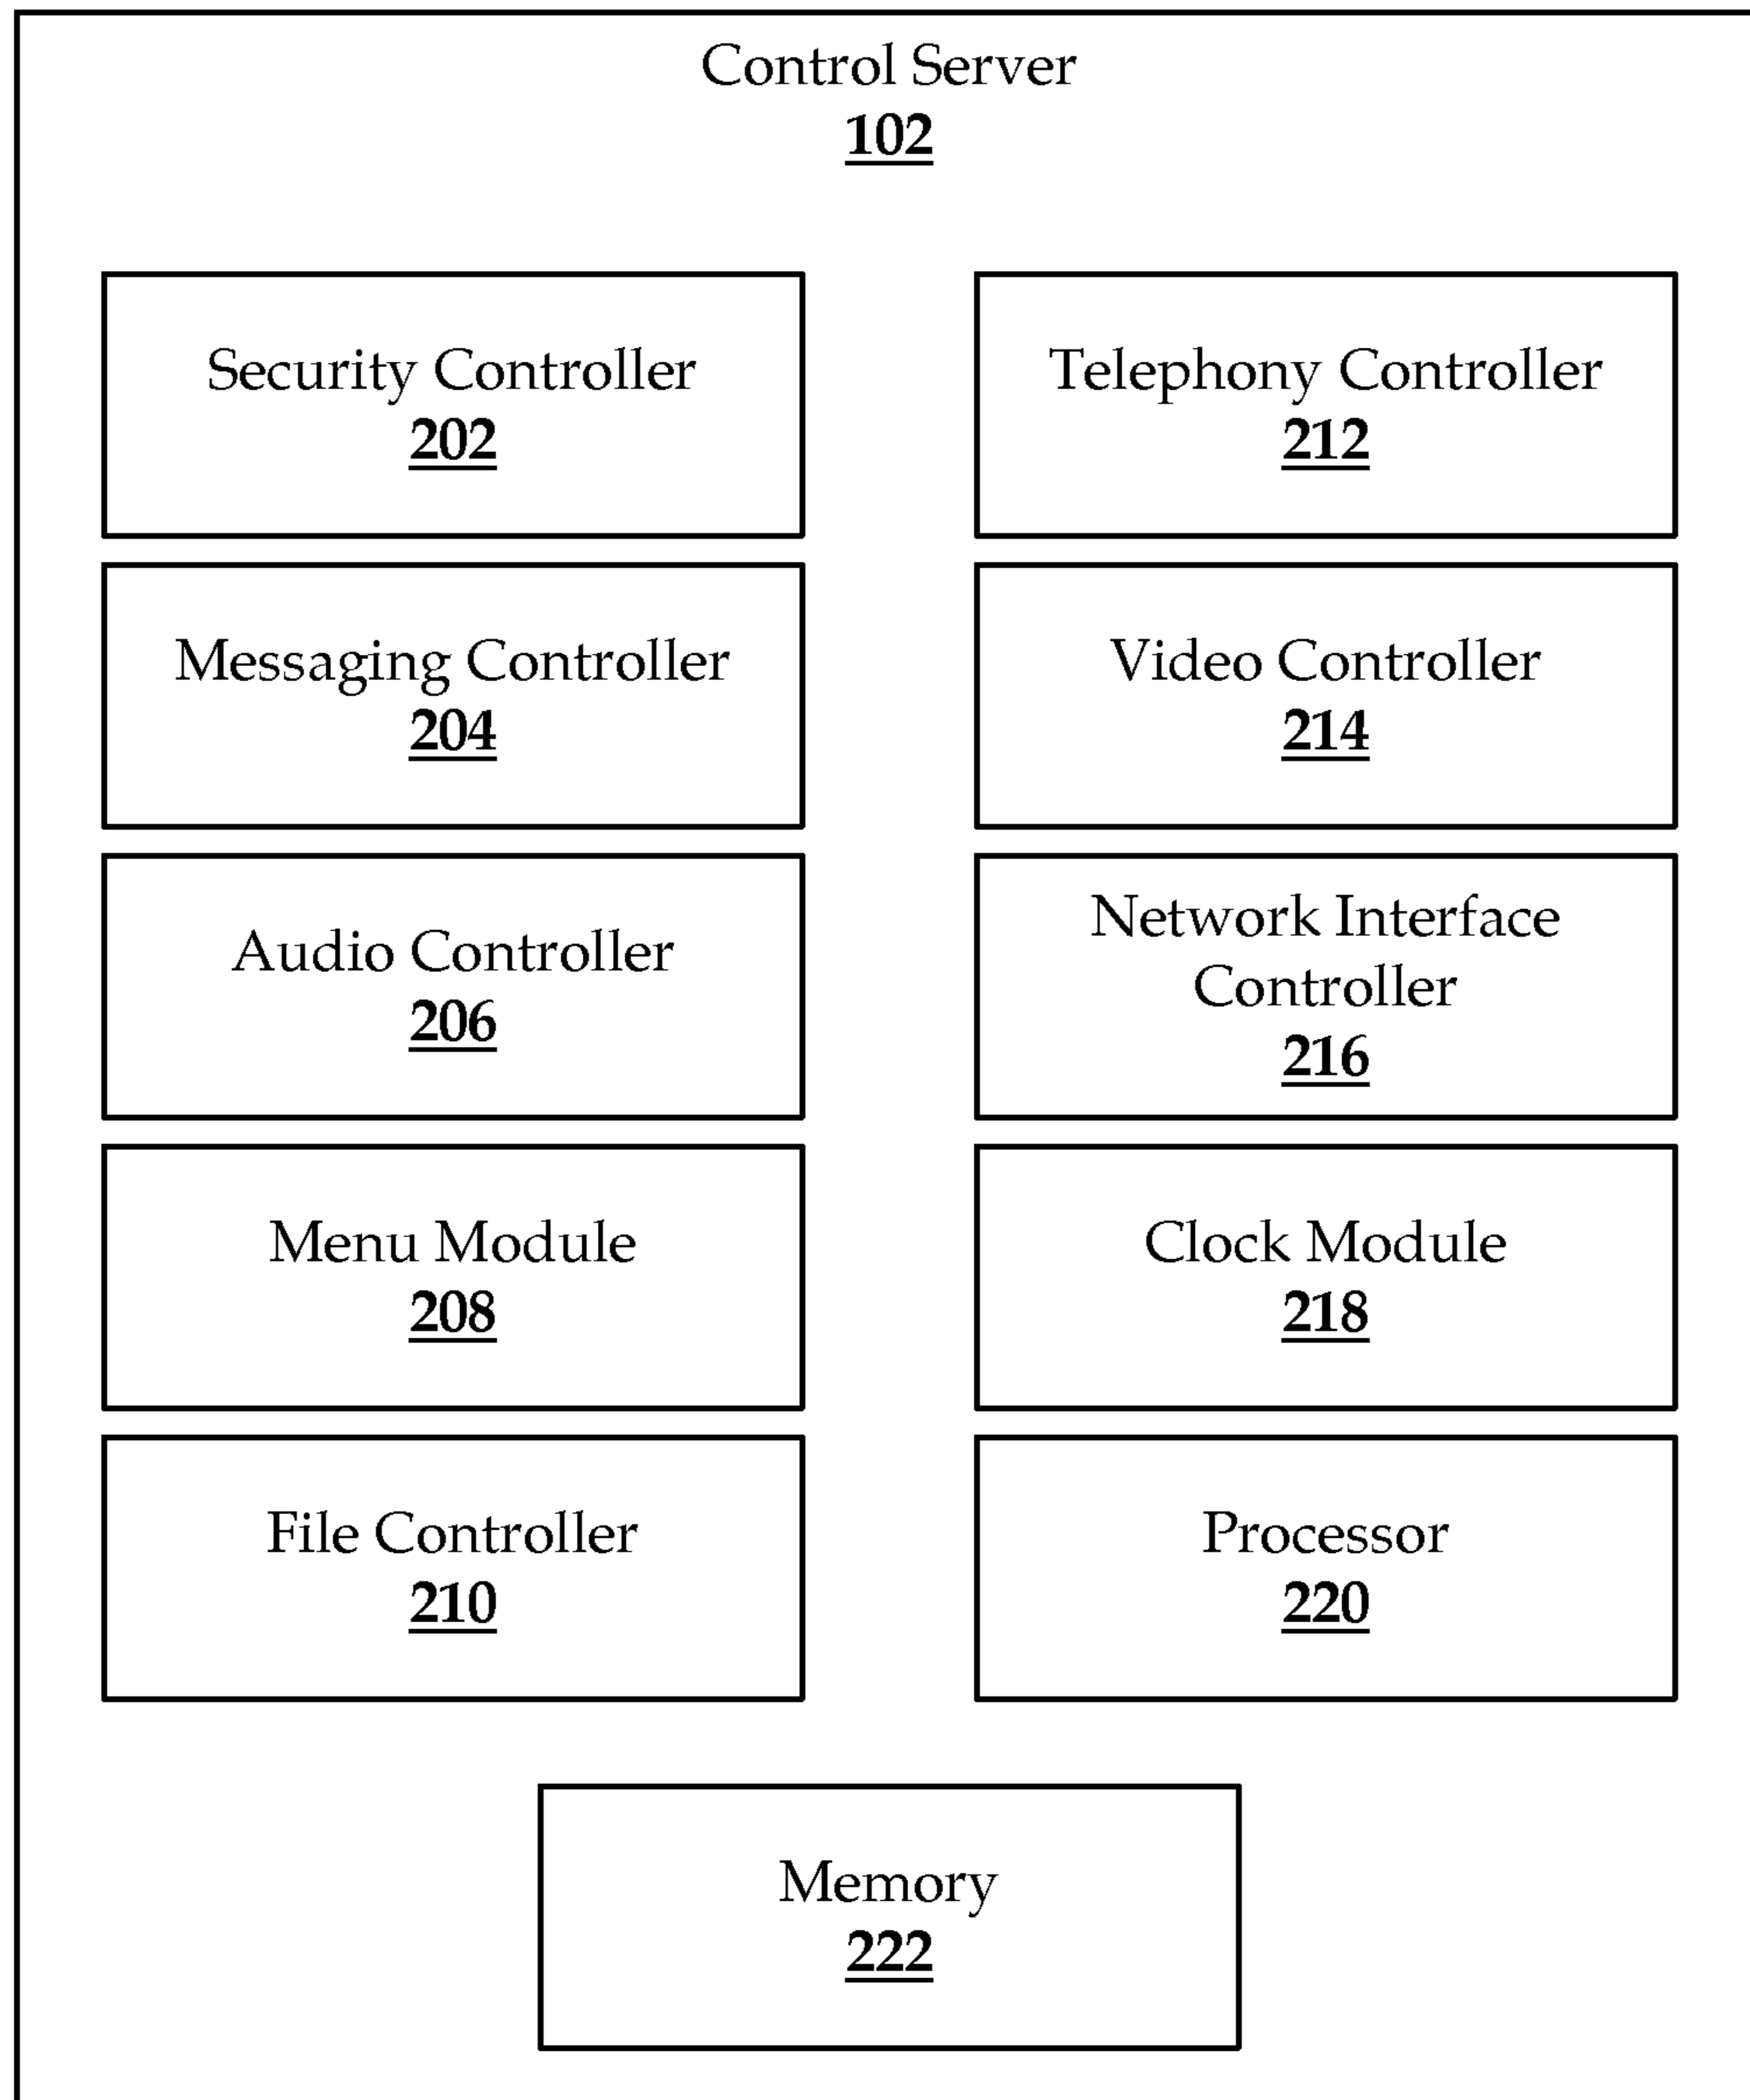 Control Server
102
Security Controller
202
Telephony Controller
212
Messaging Controller
204
Video Controller
214
Audio Controller
206
Network Interface
Controller
216
Menu Module
208
Clock Module
218
File Controller
210
Processor
220
Memory
222